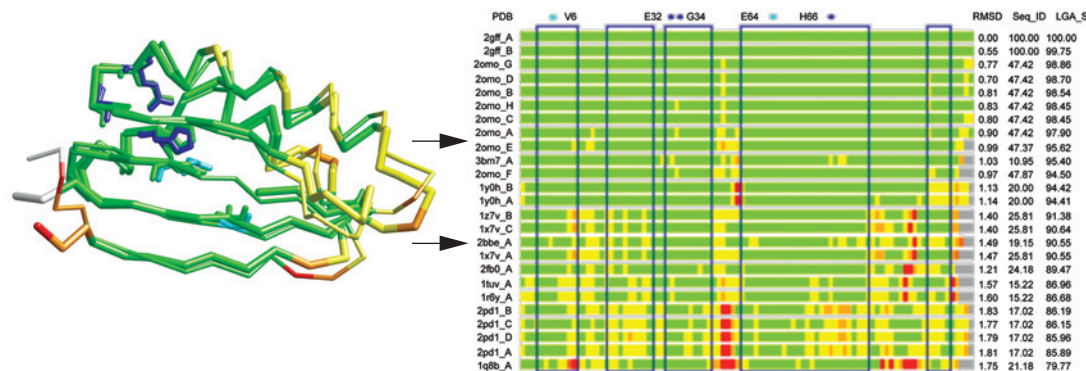 PDB V6 E32 G34 E64 H66 RMSD Seq_ID LGA_S
2gff_A 0.00 100.00 100.00
2gff_B 0.55 100.00 99.75
2omo_G 0.77 47.42 98.86
2omo_D 0.70 47.42 98.70
2omo_B 0.81 47.42 98.54
2omo_H 0.83 47.42 98.45
2omo_C 0.80 47.42 98.45
2omo_A 0.90 47.42 97.90
2omo_E 0.99 47.37 95.62
3bm7_A 1.03 10.95 95.40
2omo_F 0.97 47.87 94.50
1y0h_B 1.13 20.00 94.42
1y0h_A 1.14 20.00 94.41
1z7v_B 1.40 25.81 91.38
1x7v_C 1.40 25.81 90.64
2bbe_A 1.49 19.15 90.55
1x7v_A 1.47 25.81 90.55
2fb0_A 1.21 24.18 89.47
1tuv_A 1.57 15.22 86.96
1r6y_A 1.60 15.22 22.68
2pd1_B 1.83 17.02 86.19
2pd1_C 1.77 17.02 86.15
2pd1_D 1.79 17.02 85.96
2pd1_A 1.81 17.02 85.89
1q8b_A 1.75 21.18 79.77